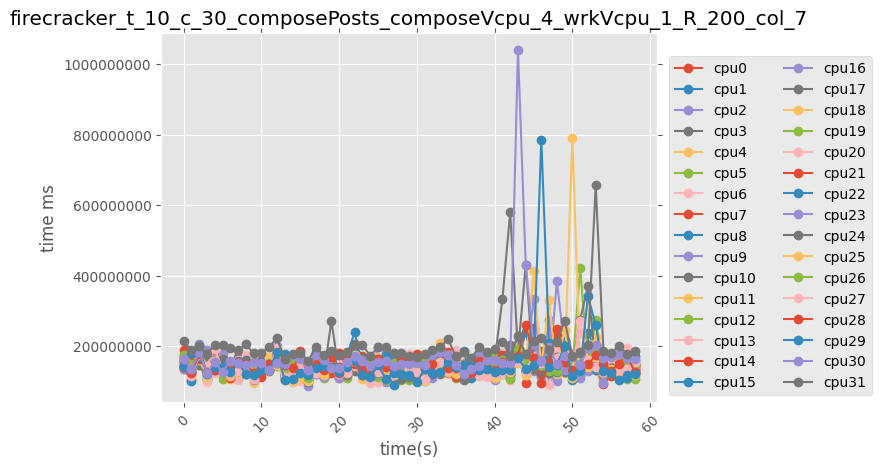 firecracker_t_10_c_30_composePosts_composeVcpu_4_wrkVcpu_1_R_200_col_7
1000000000
800000000
600000000
400000000
200000000
time ms
0
10
20
30
40
50
60
time(s)
cpu0
cpu1
cpu2
cpu3
cpu4
cpu5
cpu6
cpu7
cpu8
cpu9
cpu10
cpu11
cpu12
cpu13
cpu14
cpu15
cpu16
cpu17
cpu18
cpu19
cpu20
cpu21
cpu22
cpu23
cpu24
cpu25
cpu26
cpu27
cpu28
cpu29
cpu30
cpu31